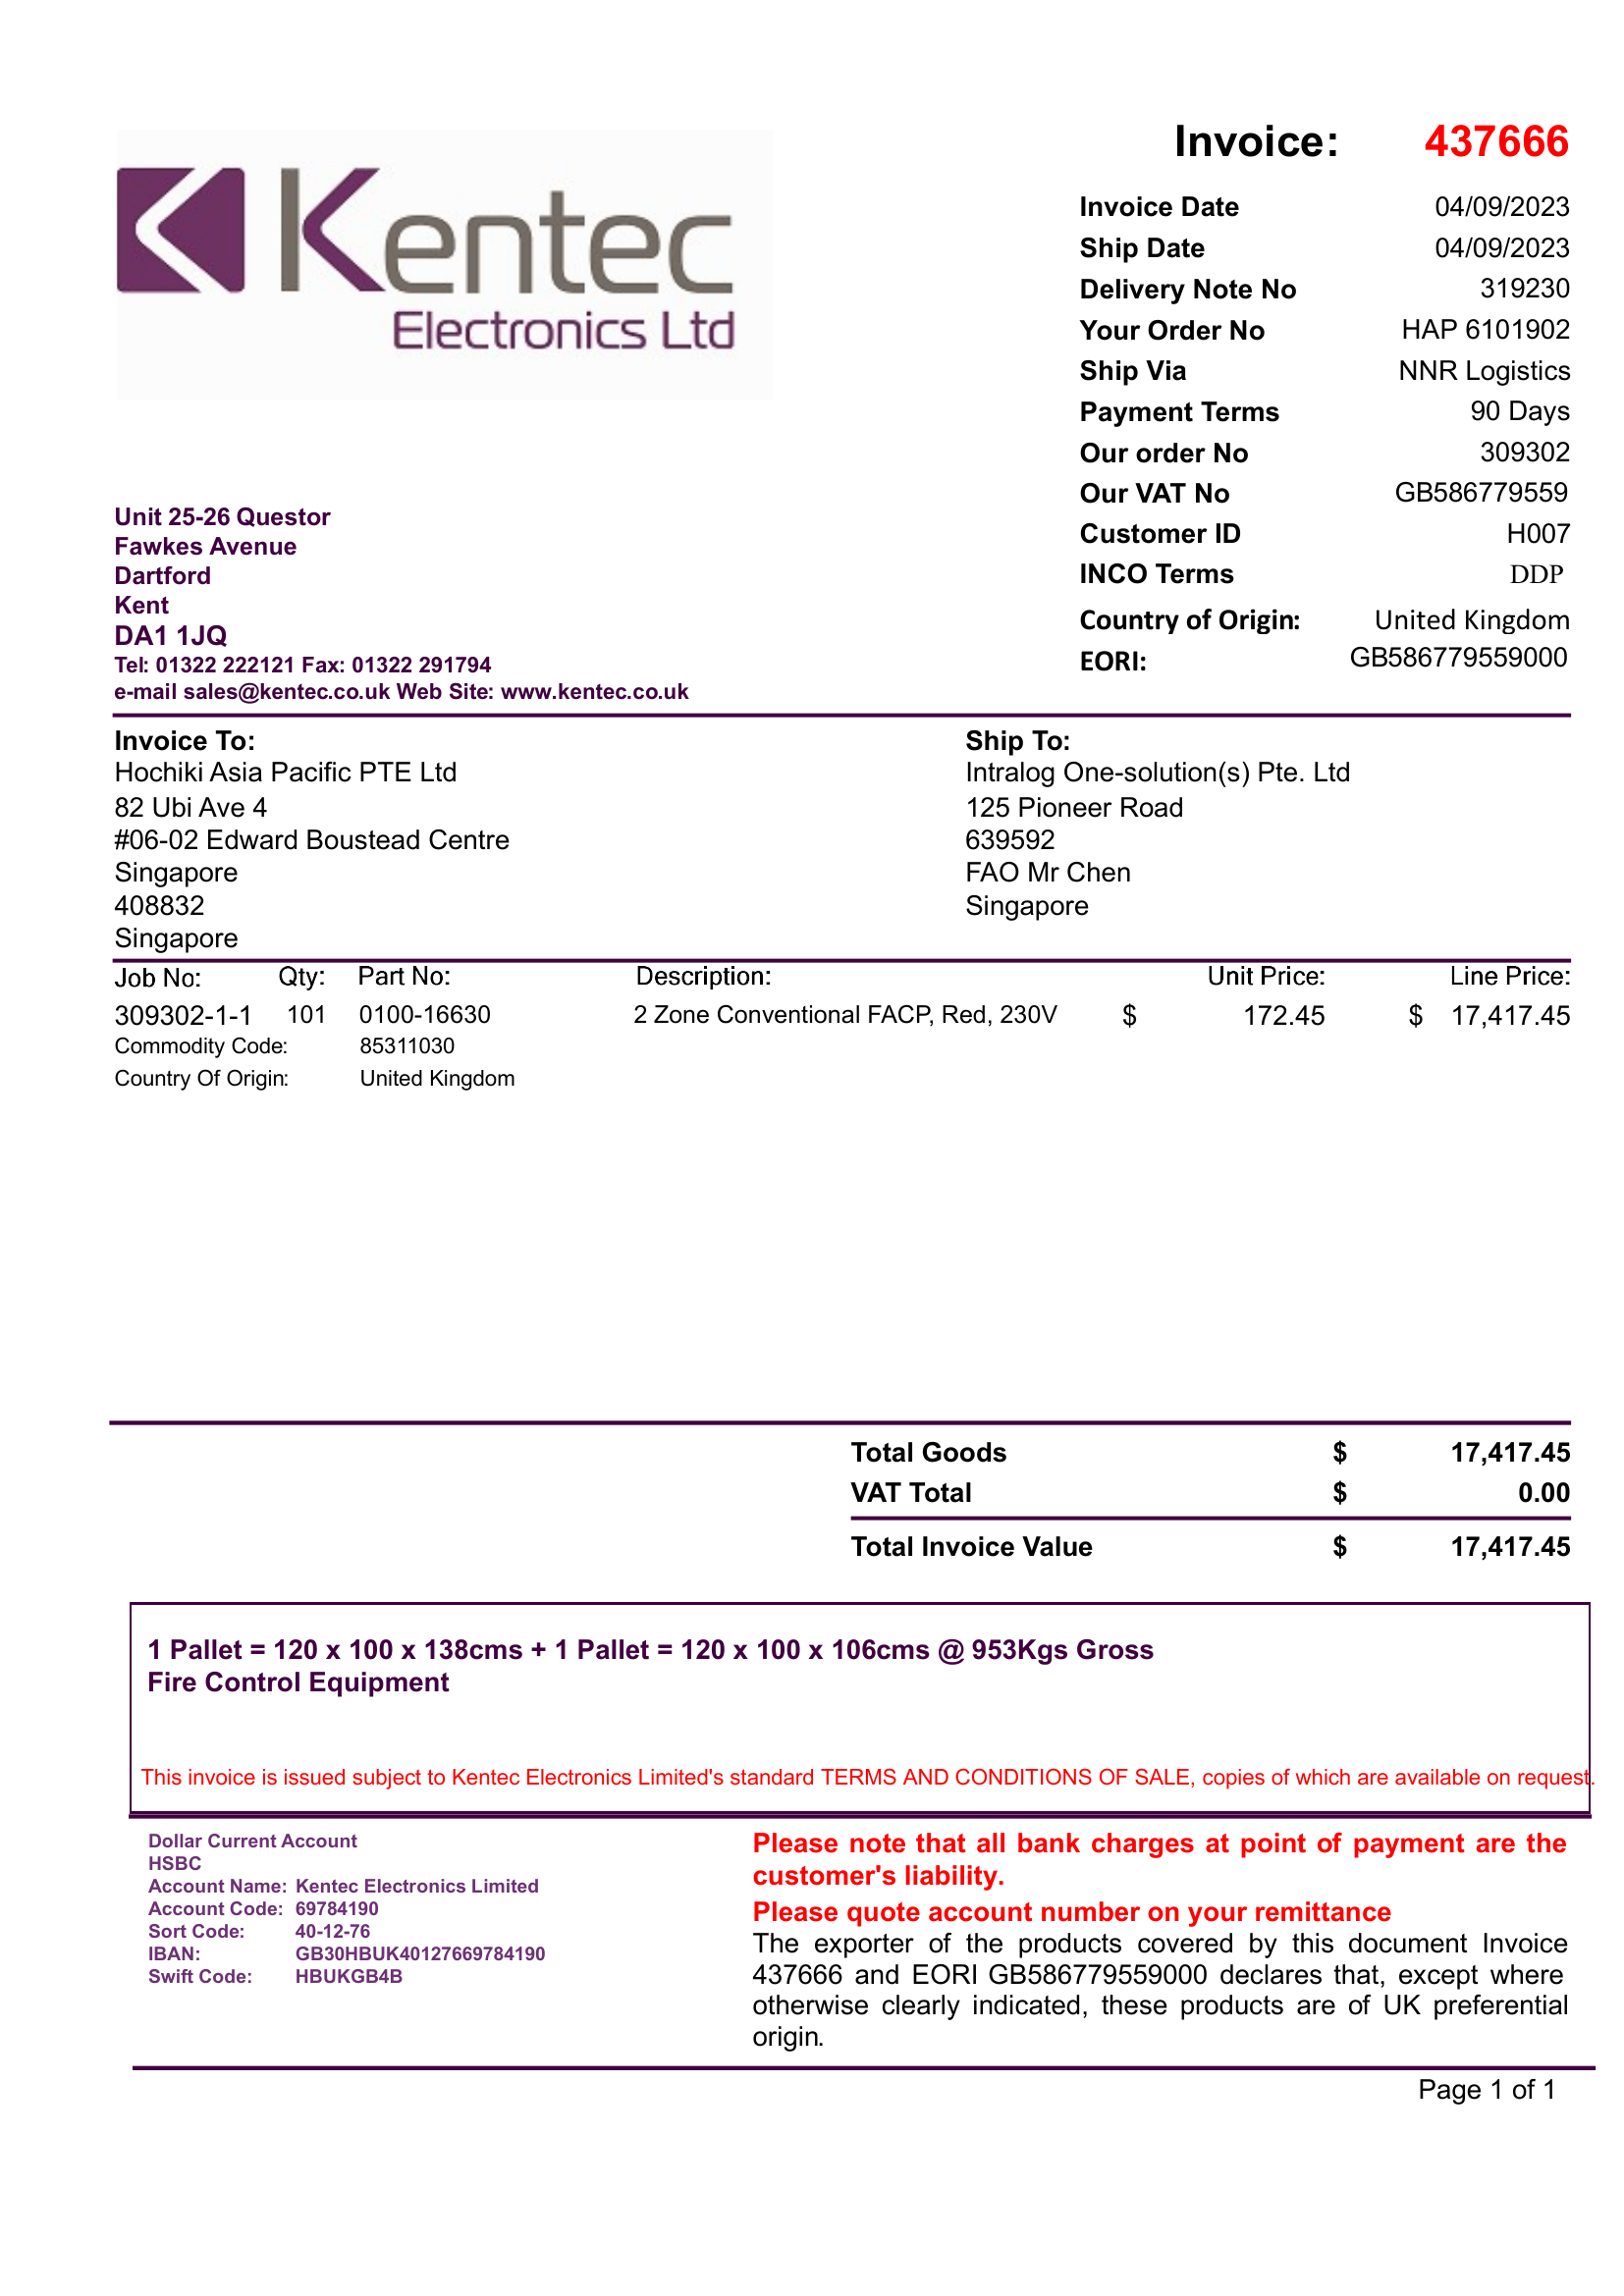 Kentec
Electronics Ltd
Invoice: 437666
Invoice Date 04/09/2023
Ship Date 04/09/2023
Delivery Note No 319230
Your Order No HAP 6101902
Ship Via NNR Logistics
Payment Terms 90 Days
Our order No 309302
Our VAT No GB586779559
Customer ID H007
INCO Terms DDP
Country of Origin: United Kingdom
EORI: GB586779559000
Unit 25-26 Questor
Fawkes Avenue
Dartford
Kent
DA1 1JQ
Tel: 01322 222121 Fax: 01322 291794
e-mail sales@kentec.co.uk Web Site: www.kentec.co.uk
Invoice To:
Hochiki Asia Pacific PTE Ltd
82 Ubi Ave 4
#06-02 Edward Boustead Centre
Singapore
408832
Singapore
Ship To:
Intralog One-solution(s) Pte. Ltd
125 Pioneer Road
639592
FAO Mr Chen
Singapore
Job No: Qty: Part No: Description: Unit Price: Line Price:
309302-1-1 101 0100-16630 2 Zone Conventional FACP, Red, 230V $ 172.45 $ 17,417.45
Commodity Code: 85311030
Country Of Origin: United Kingdom
Total Goods $ 17,417.45
VAT Total $ 0.00
Total Invoice Value $ 17,417.45
1 Pallet = 120 x 100 x 138cms + 1 Pallet = 120 x 100 x 106cms @ 953Kgs Gross
Fire Control Equipment
This invoice is issued subject to Kentec Electronics Limited's standard TERMS AND CONDITIONS OF SALE, copies of which are available on request.
Dollar Current Account
HSBC
Account Name: Kentec Electronics Limited
Account Code: 69784190
Sort Code: 40-12-76
IBAN: GB30HBUK40127669784190
Swift Code: HBUKGB4B
Please note that all bank charges at point of payment are the
customer's liability.
Please quote account number on your remittance
The exporter of the products covered by this document Invoice
437666 and EORI GB586779559000 declares that, except where
otherwise clearly indicated, these products are of UK preferential
origin.
Page 1 of 1